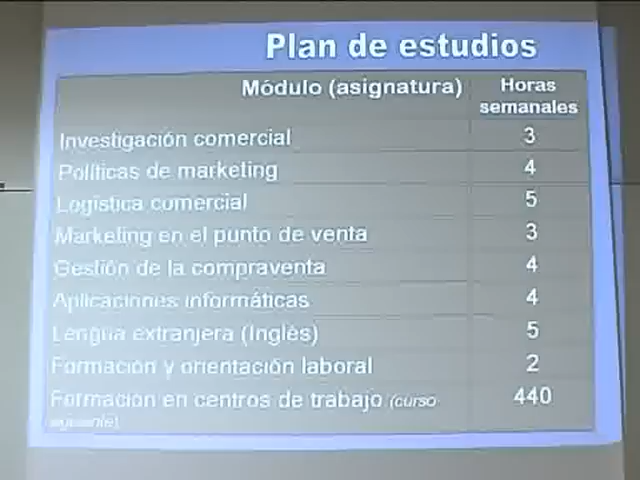 Plan de estudios
Módulo (asignatura) Horas semanales
Investigación comercial 3
Políticas de marketing 4
Logística comercial 5
Marketing en el punto de venta 3
Gestión de la compraventa 4
Aplicaciones informáticas 4
Lengua extranjera (Inglés) 5
Formación y orientación laboral 2
Formación en centros de trabajo (curso 440
siguiente)